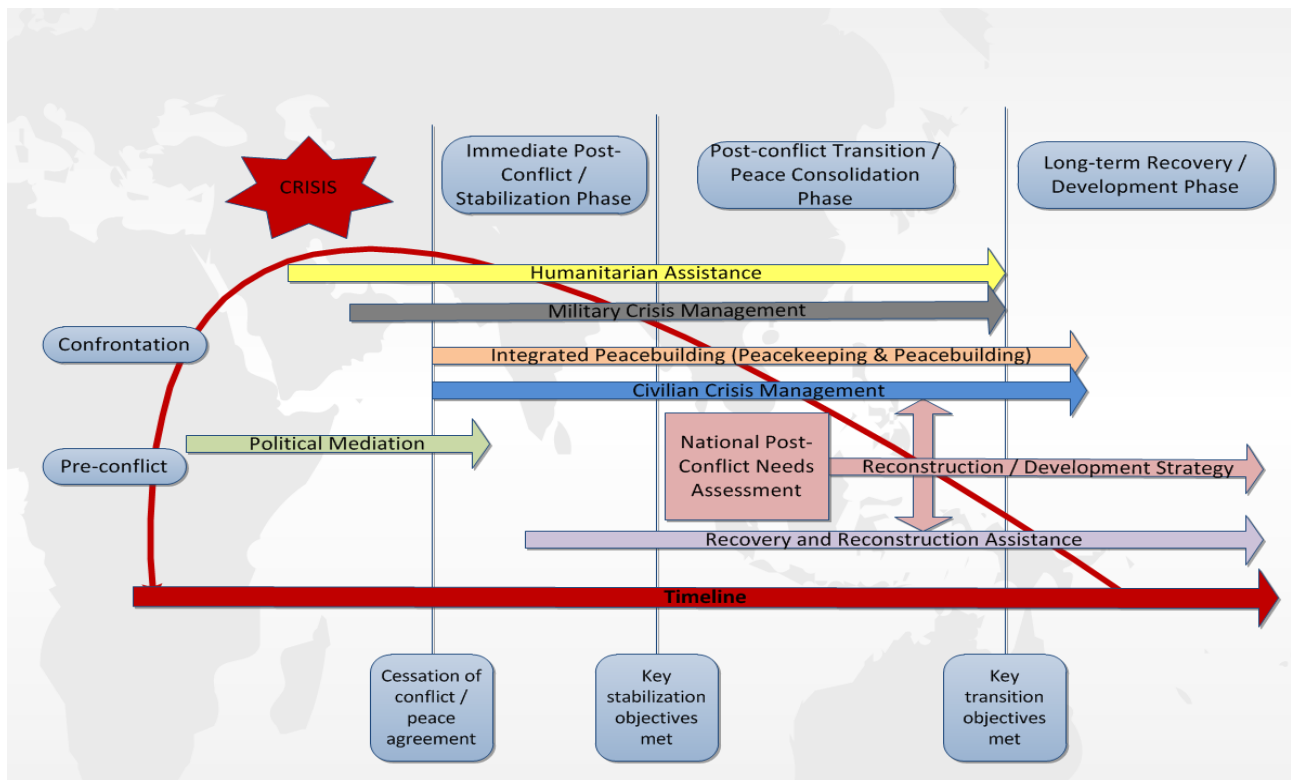 CRISIS
Immediate Post-
Conflict /
Stabilization Phase
Post-conflict Transition /
Peace Consolidation
Phase
Long-term Recovery /
Development Phase
Humanitarian Assistance
Military Crisis Management
Confrontation
Integrated Peacebuilding (Peacekeeping & Peacebuilding)
Civilian Crisis Management
Political Mediation
Pre-conflict
National Post-
Conflict Needs
Assessment
Reconstruction / Development Strategy
Recovery and Reconstruction Assistance
Timeline
Cessation of
conflict /
peace
agreement
Key
stabilization
objectives
met
Key
transition
objectives
met